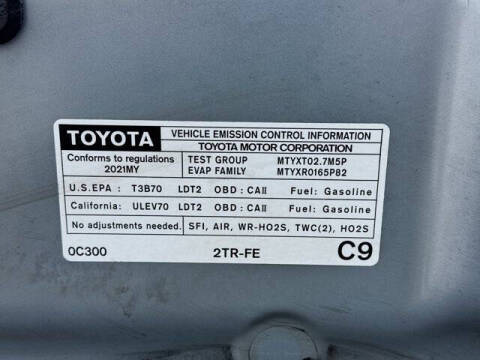 TOYOTA VEHICLE EMISSION CONTROL INFORMATION
TOYOTA MOTOR CORPORATION
Conforms to regulations TEST GROUP MTYXT02.7M5P
2021MY EVAP FAMILY MTYXR0165P82
U.S.EPA : T3B70 LDT2 OBD : CAII Fuel: Gasoline
California: ULEV70 LDT2 OBD : CAII Fuel: Gasoline
No adjustments needed. SFI, AIR, WR-HO2S, TWC(2), HO2S
0C300 2TR-FE C9